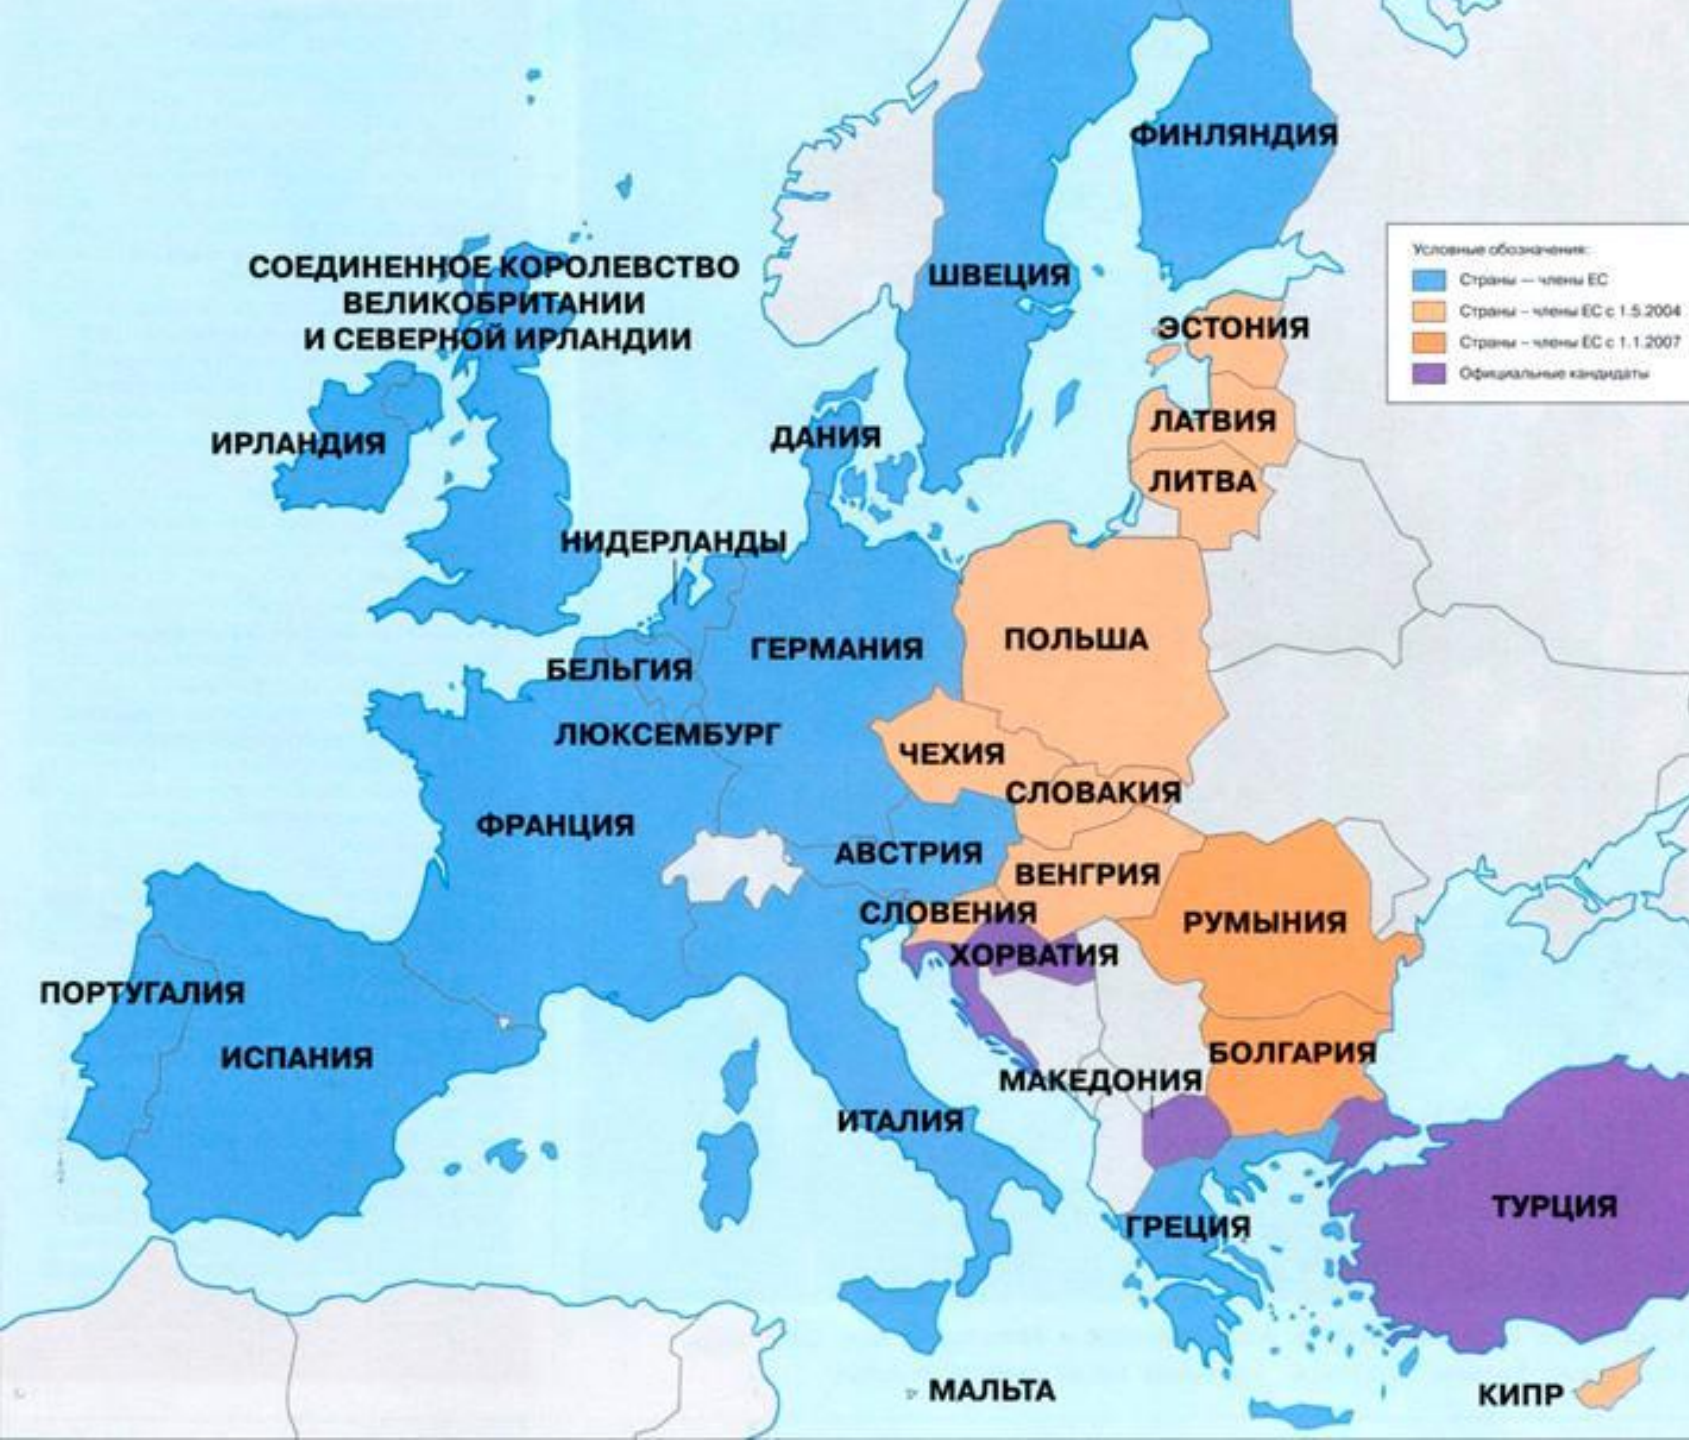 ФИНЛЯНДИЯ
СОЕДИНЕННОЕ КОРОЛЕВСТВО
ВЕЛИКОБРИТАНИИ
И СЕВЕРНОЙ ИРЛАНДИИ
ШВЕЦИЯ
Условные обозначения:
Страны — члены ЕС
Страны – члены ЕС с 1.5.2004
Страны – члены ЕС с 1.1.2007
Официальные кандидаты
ЭСТОНИЯ
ЛАТВИЯ
ИРЛАНДИЯ
ДАНИЯ
ЛИТВА
НИДЕРЛАНДЫ
ГЕРМАНИЯ
ПОЛЬША
БЕЛЬГИЯ
ЛЮКСЕМБУРГ
ЧЕХИЯ
СЛОВАКИЯ
ФРАНЦИЯ
АВСТРИЯ
ВЕНГРИЯ
СЛОВЕНИЯ
РУМЫНИЯ
ХОРВАТИЯ
ПОРТУГАЛИЯ
ИСПАНИЯ
БОЛГАРИЯ
МАКЕДОНИЯ
ИТАЛИЯ
ТУРЦИЯ
ГРЕЦИЯ
МАЛЬТА
КИПР